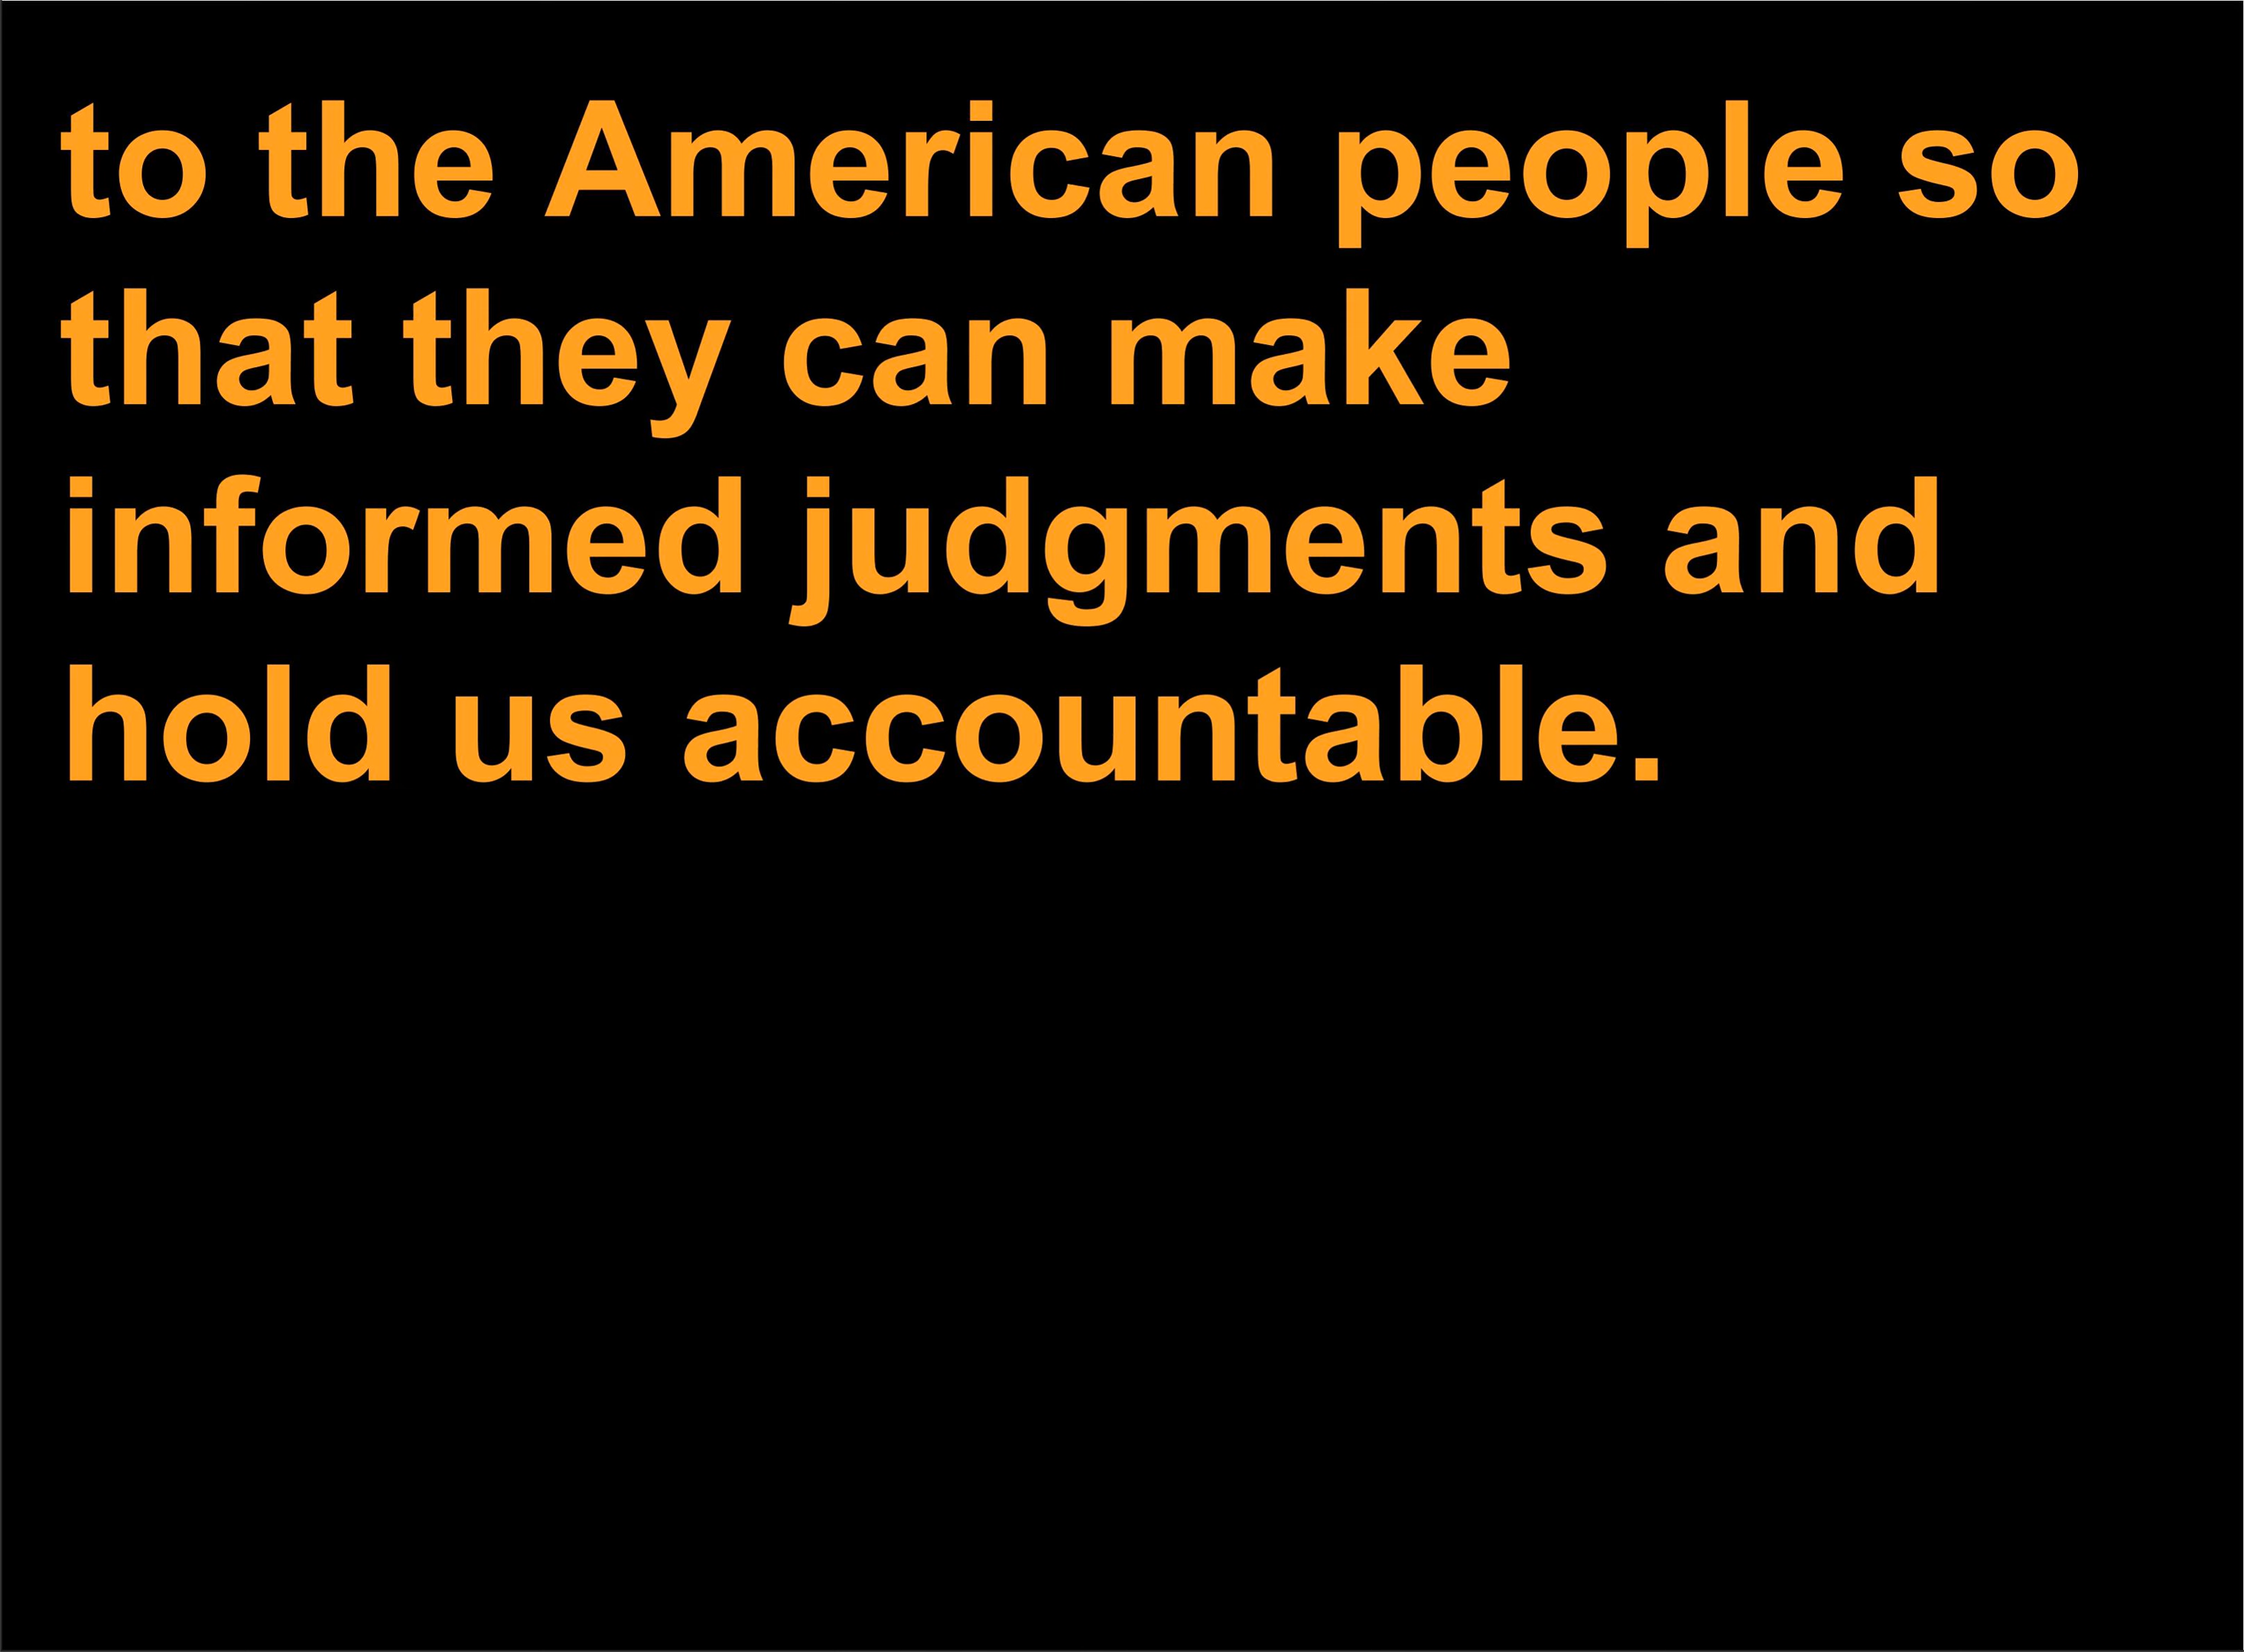 to the American people so
that they can make
informed judgments and
hold us accountable.